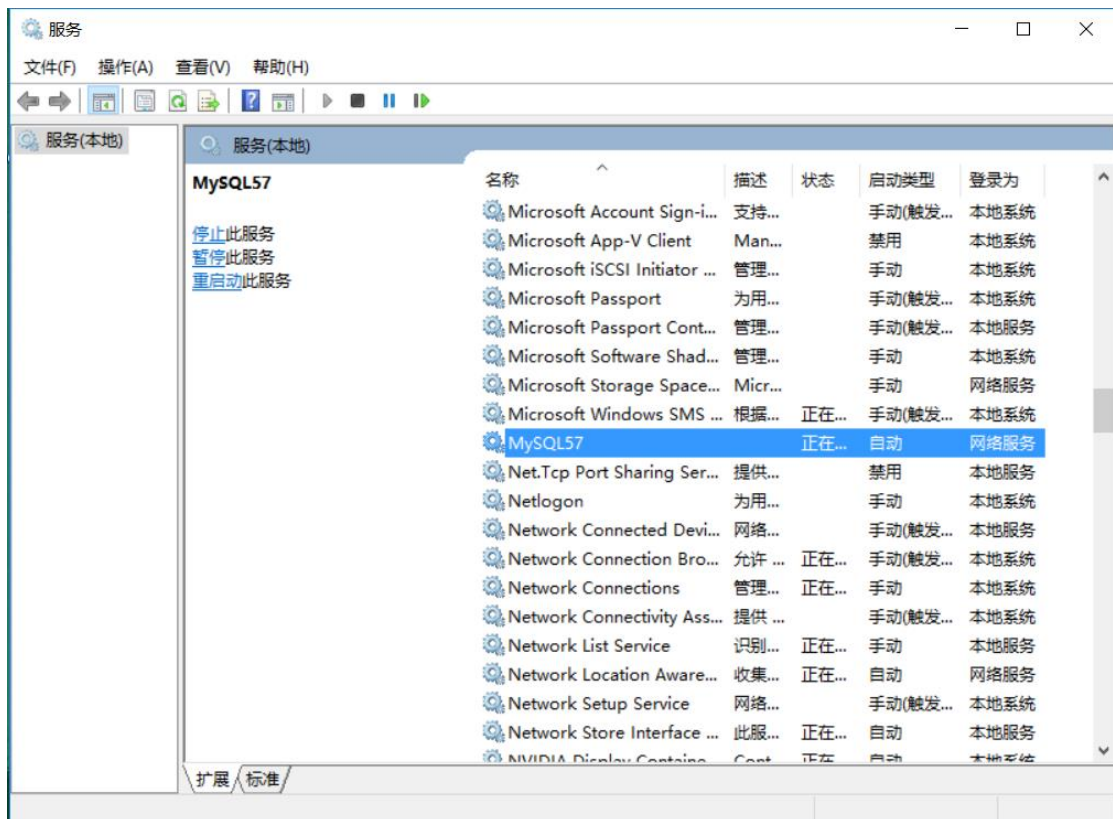 服务
文件(F) 操作(A) 查看(V) 帮助(H)
服务(本地)
服务(本地)
MySQL57
停止此服务
暂停此服务
重启动此服务
名称 描述 状态 启动类型 登录为
Microsoft Account Sign-i... 支持... 手动(触发... 本地系统
Microsoft App-V Client Man... 禁用 本地系统
Microsoft iSCSI Initiator ... 管理... 手动 本地系统
Microsoft Passport 为用... 手动(触发... 本地系统
Microsoft Passport Cont... 管理... 手动(触发... 本地服务
Microsoft Software Shad... 管理... 手动 本地系统
Microsoft Storage Space... Micr... 手动 网络服务
Microsoft Windows SMS ... 根据... 正在... 手动(触发... 本地系统
MySQL57 正在... 自动 网络服务
Net.Tcp Port Sharing Ser... 提供... 禁用 本地服务
Netlogon 为用... 手动 本地系统
Network Connected Devi... 网络... 手动(触发... 本地服务
Network Connection Bro... 允许 ... 正在... 手动(触发... 本地系统
Network Connections 管理... 正在... 手动 本地系统
Network Connectivity Ass... 提供 ... 手动(触发... 本地系统
Network List Service 识别... 正在... 手动 本地服务
Network Location Aware... 收集... 正在... 自动 网络服务
Network Setup Service 网络... 手动(触发... 本地系统
Network Store Interface ... 此服... 正在... 自动 本地服务
NVIDIA Display Containe... Cont... 正在... 自动 本地系统
扩展 标准